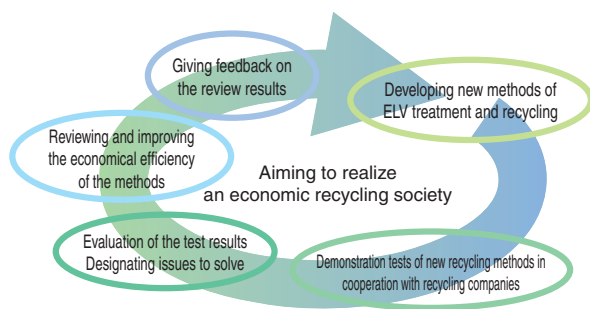 Giving feedback on
the review results
Developing new methods of
ELV treatment and recycling
Reviewing and improving
the economical efficiency
of the methods
Aiming to realize
an economic recycling society
Evaluation of the test results
Designating issues to solve
Demonstration tests of new recycling methods in
cooperation with recycling companies